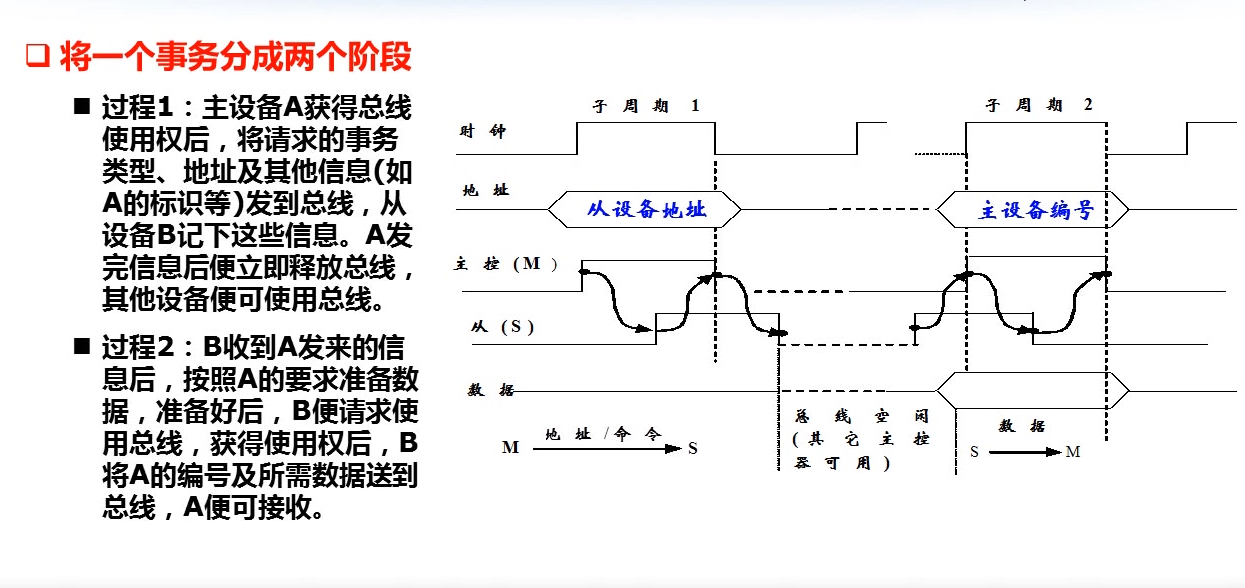 将一个事务分成两个阶段
过程1：主设备A获得总线
使用权后，将请求的事务
类型、地址及其他信息(如
A的标识等)发到总线，从
设备B记下这些信息。A发
完信息后便立即释放总线，
其他设备便可使用总线。
过程2：B收到A发来的信
息后，按照A的要求准备数
据，准备好后，B便请求使
用总线，获得使用权后，B
将A的编号及所需数据送到
总线，A便可接收。
子周期 1
子周期 2
时钟
地址
从设备地址
主设备编号
主控(M)
从(S)
数据
M 地址/命令 S
总线空闲
(其它主控
器可用)
数据
S M